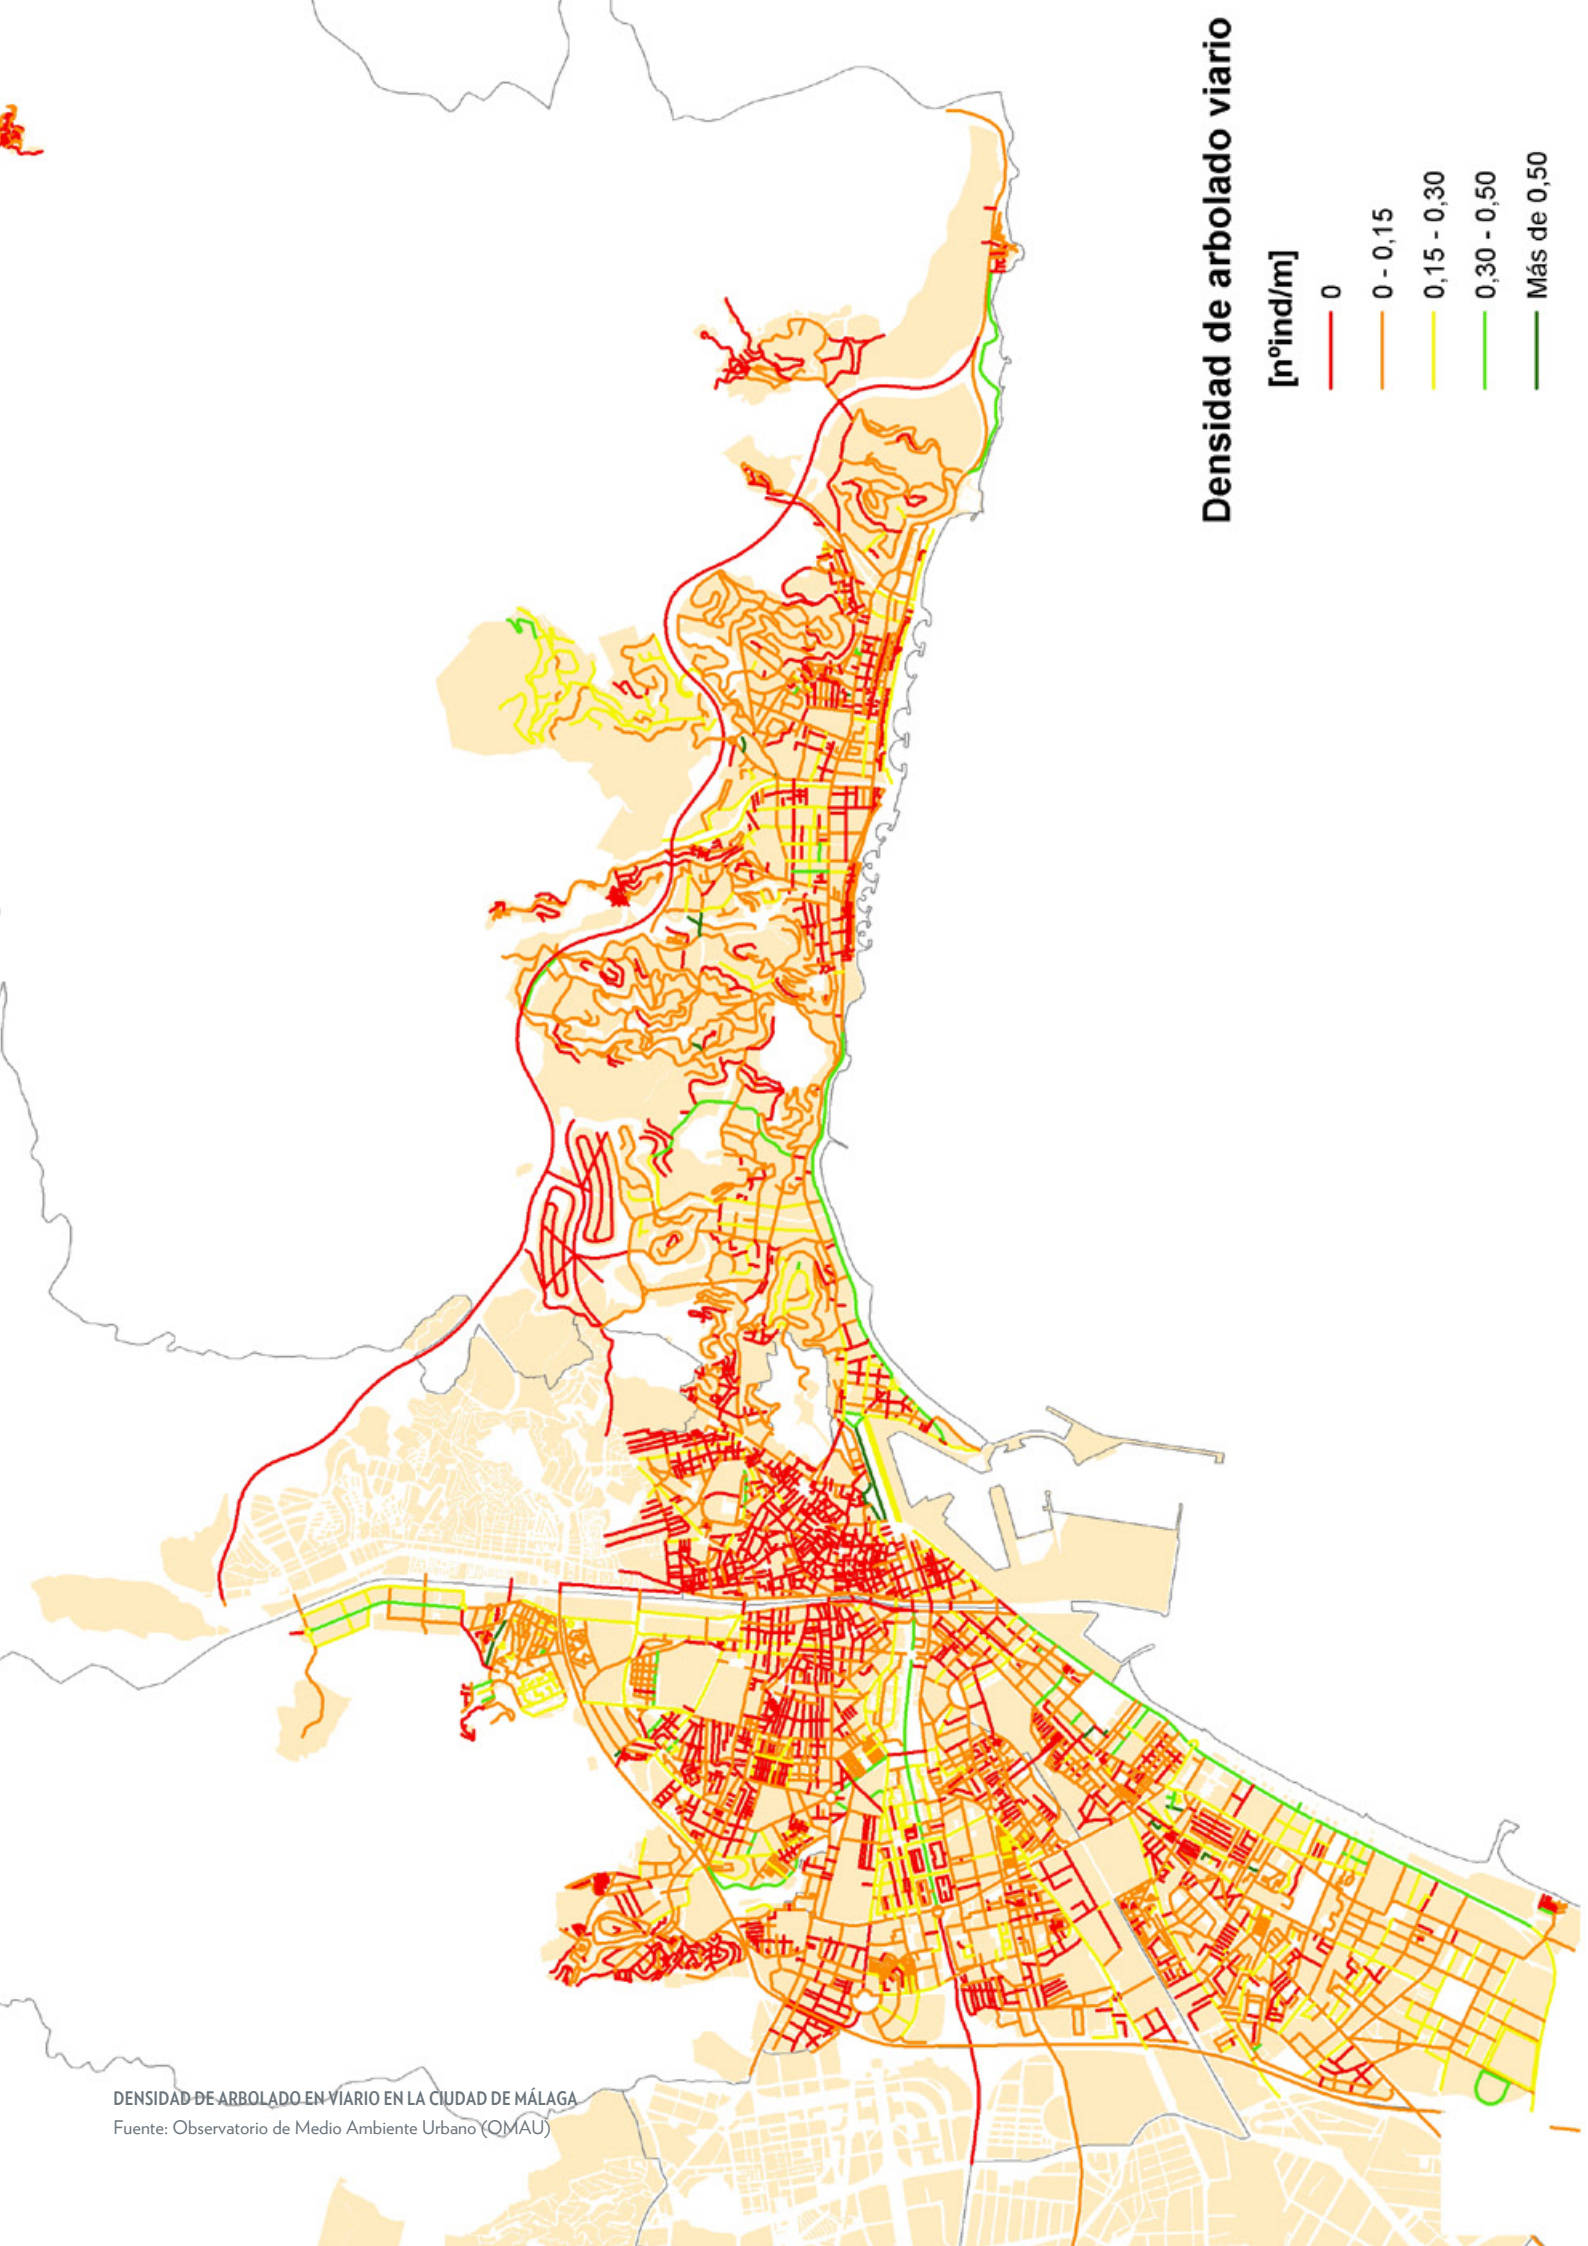 Densidad de arbolado viario
[nºind/m]
0
0 - 0,15
0,15 - 0,30
0,30 - 0,50
Más de 0,50
DENSIDAD DE ARBOLADO EN VIARIO EN LA CIUDAD DE MÁLAGA
Fuente: Observatorio de Medio Ambiente Urbano (OMAU)